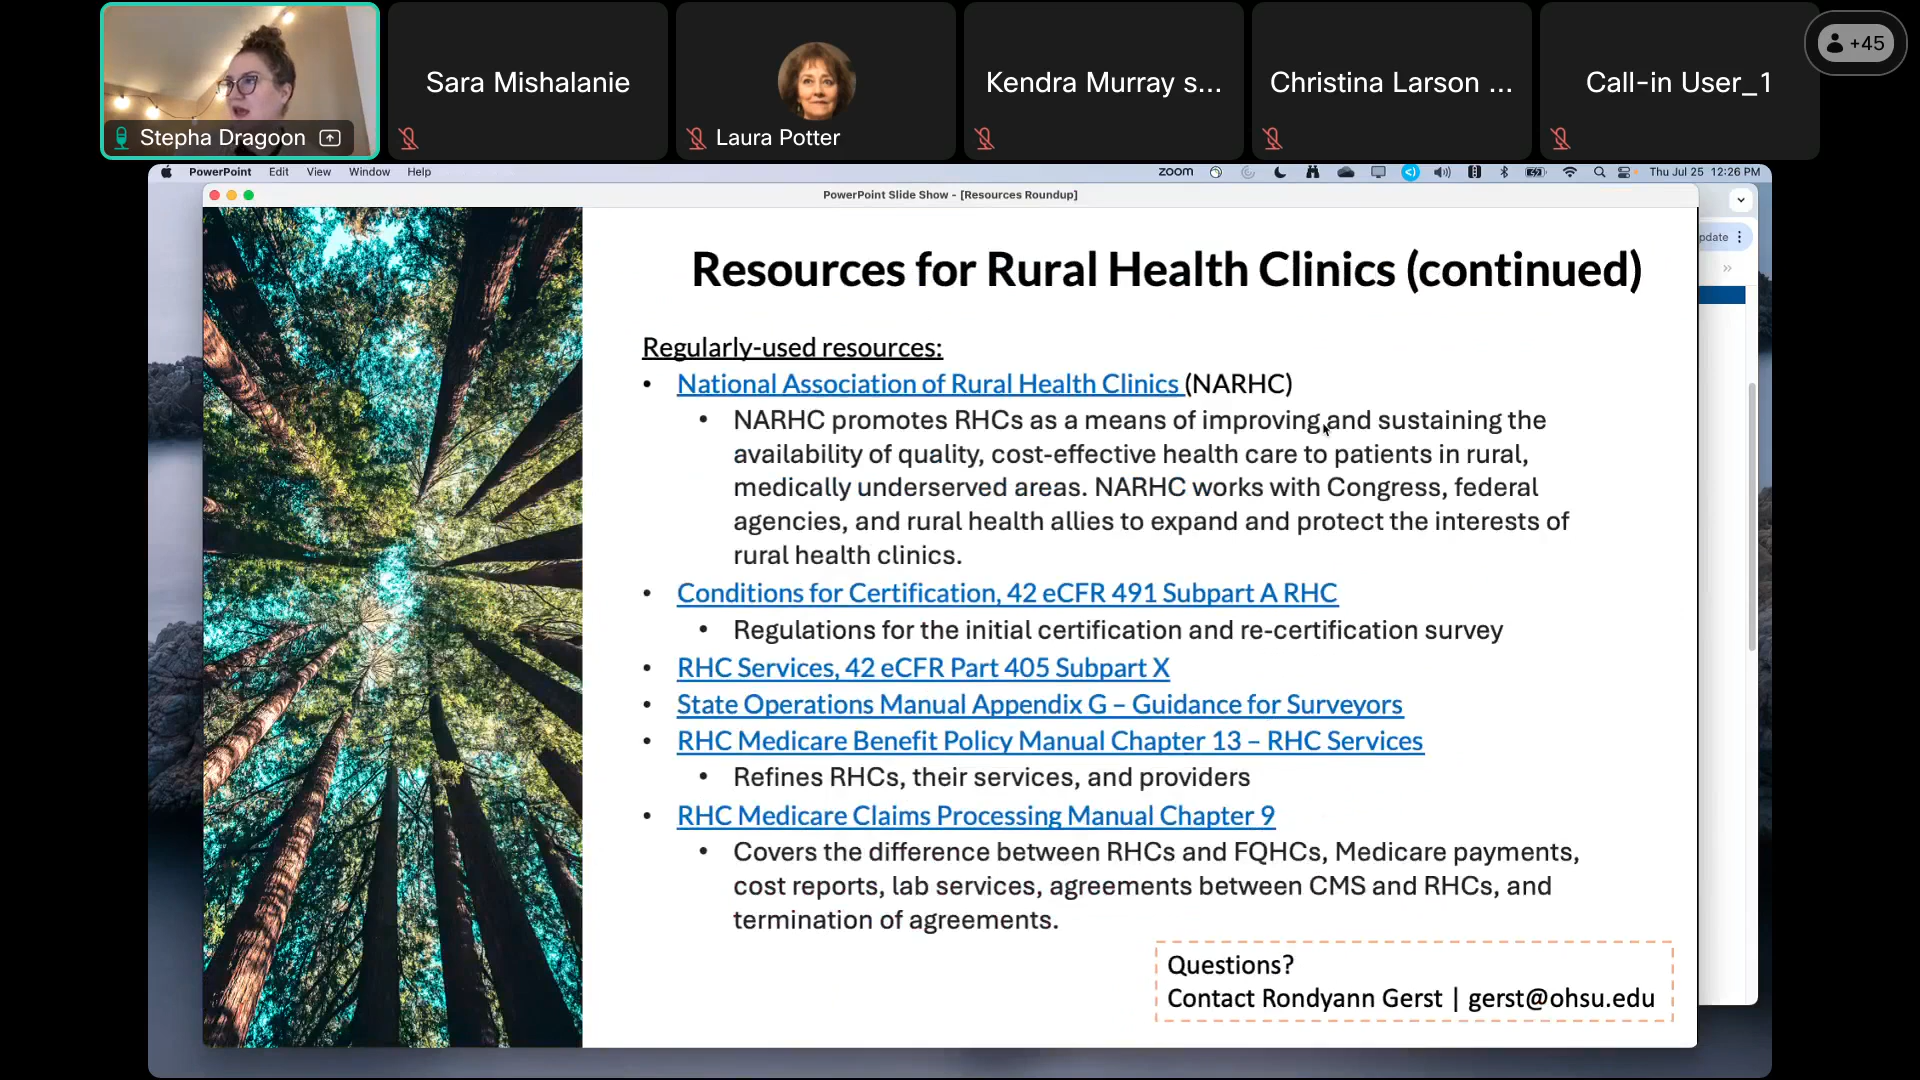 +45
Sara Mishalanie
Kendra Murray s...
Christina Larson ...
Call-in User_1
Stepha Dragoon
Laura Potter
PowerPoint Edit View Window Help
zoom
Thu Jul 25 12:26 PM
PowerPoint Slide Show - [Resources Roundup]
pdate
Resources for Rural Health Clinics (continued)
Regularly-used resources:
• National Association of Rural Health Clinics (NARHC)
• NARHC promotes RHCs as a means of improving and sustaining the
availability of quality, cost-effective health care to patients in rural,
medically underserved areas. NARHC works with Congress, federal
agencies, and rural health allies to expand and protect the interests of
rural health clinics.
• Conditions for Certification, 42 eCFR 491 Subpart A RHC
• Regulations for the initial certification and re-certification survey
• RHC Services, 42 eCFR Part 405 Subpart X
• State Operations Manual Appendix G – Guidance for Surveyors
• RHC Medicare Benefit Policy Manual Chapter 13 – RHC Services
• Refines RHCs, their services, and providers
• RHC Medicare Claims Processing Manual Chapter 9
• Covers the difference between RHCs and FQHCs, Medicare payments,
cost reports, lab services, agreements between CMS and RHCs, and
termination of agreements.
Questions?
Contact Rondyann Gerst | gerst@ohsu.edu